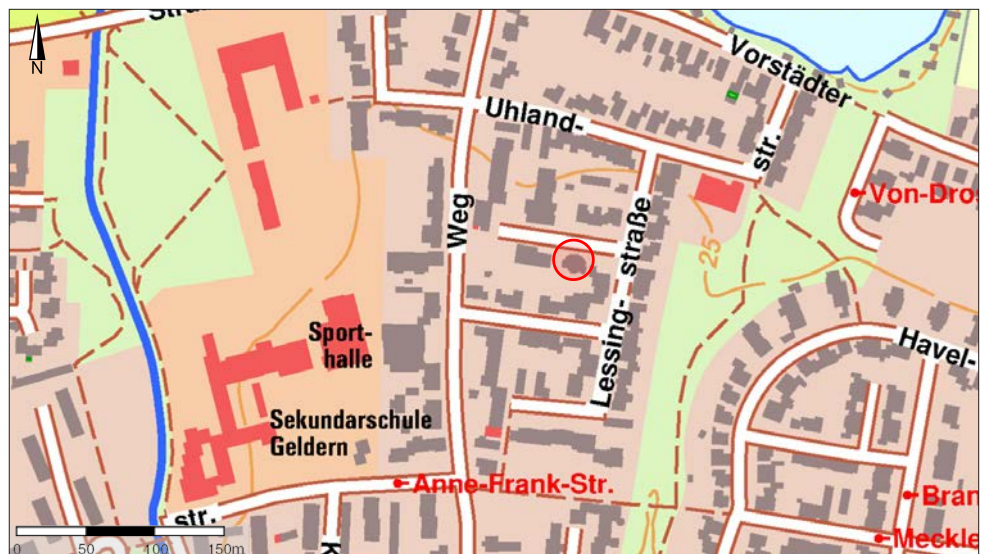 Stra
N
Vorstädter
Uhland-
str.
Weg
straße
Lessing-
25
Von-Dros
Havel-
Sport-
halle
Sekundarschule
Geldern
Anne-Frank-Str.
str.
Bran
Meckle
0 50 100 150m